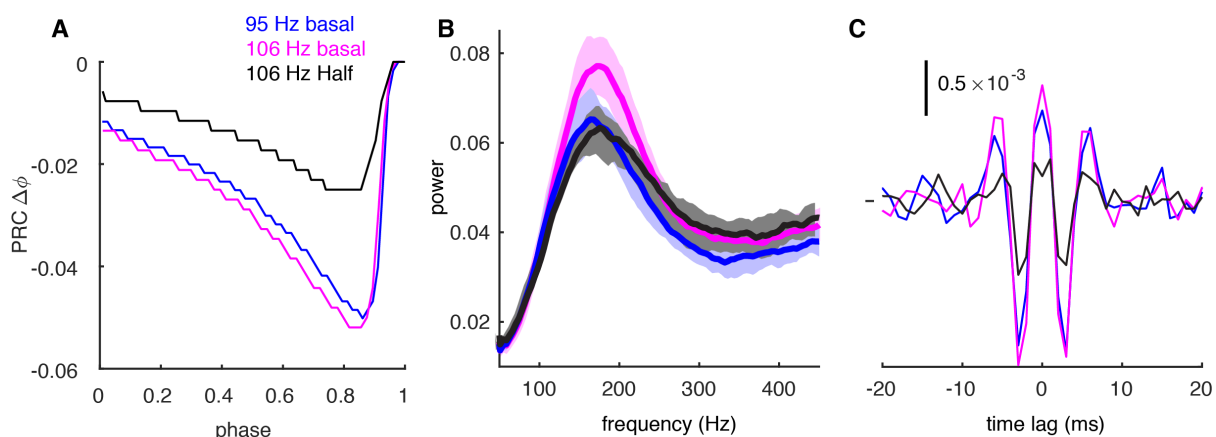 A
95 Hz basal
106 Hz basal
106 Hz Half
PRC Δϕ
0
-0.02
-0.04
-0.06
0 0.2 0.4 0.6 0.8 1
phase
B
power
0.08
0.06
0.04
0.02
100 200 300 400
frequency (Hz)
C
0.5 ×10⁻³
-20 -10 0 10 20
time lag (ms)